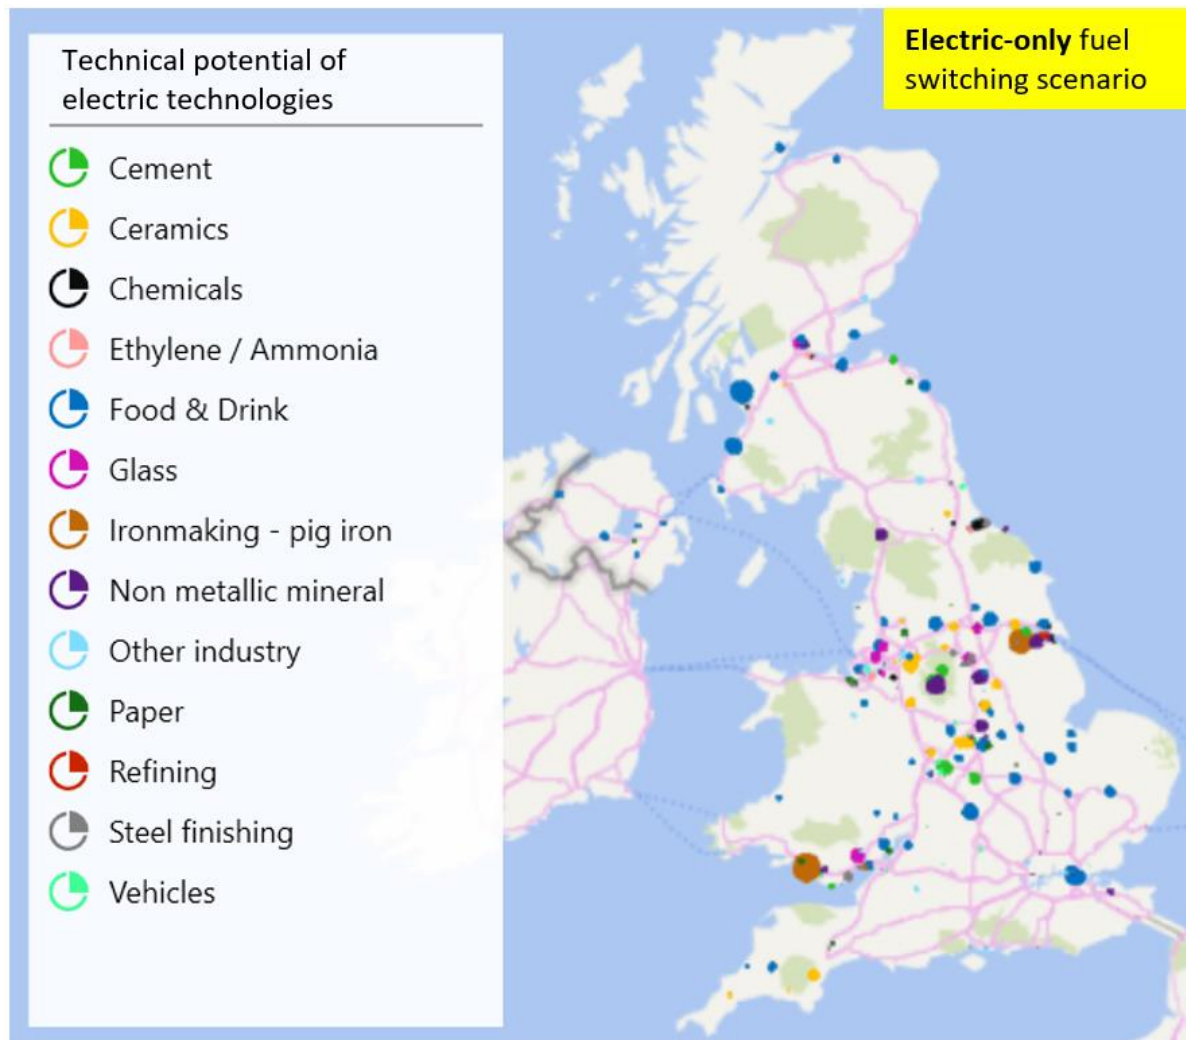 Technical potential of
electric technologies
Electric-only fuel
switching scenario
Cement
Ceramics
Chemicals
Ethylene / Ammonia
Food & Drink
Glass
Ironmaking - pig iron
Non metallic mineral
Other industry
Paper
Refining
Steel finishing
Vehicles